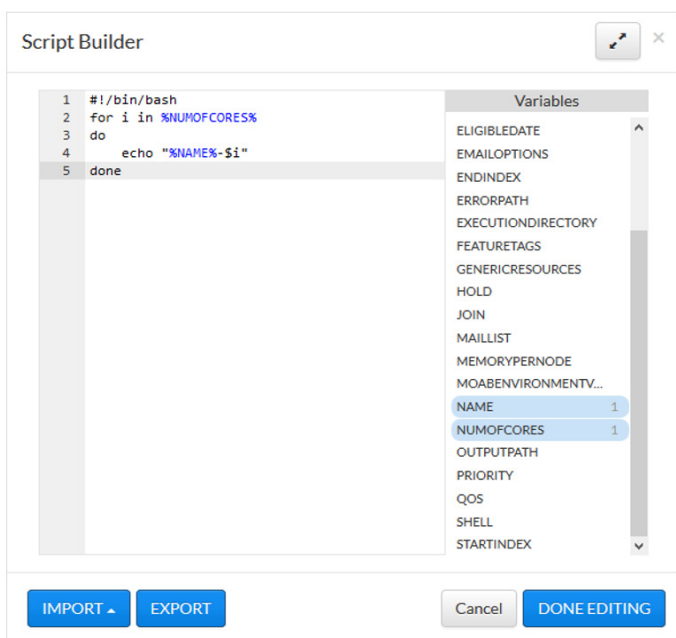 Script Builder
×
1 #!/bin/bash
2 for i in %NUMOFCORES%
3 do
4     echo "%NAME%-$i"
5 done
Variables
ELIGIBLEDATE
EMAILOPTIONS
ENDINDEX
ERRORPATH
EXECUTIONDIRECTORY
FEATURETAGS
GENERICRESOURCES
HOLD
JOIN
MAILLIST
MEMORYPERNODE
MOABENVIRONMENTV...
NAME 1
NUMOFCORES 1
OUTPUTPATH
PRIORITY
QOS
SHELL
STARTINDEX
IMPORT EXPORT Cancel DONE EDITING